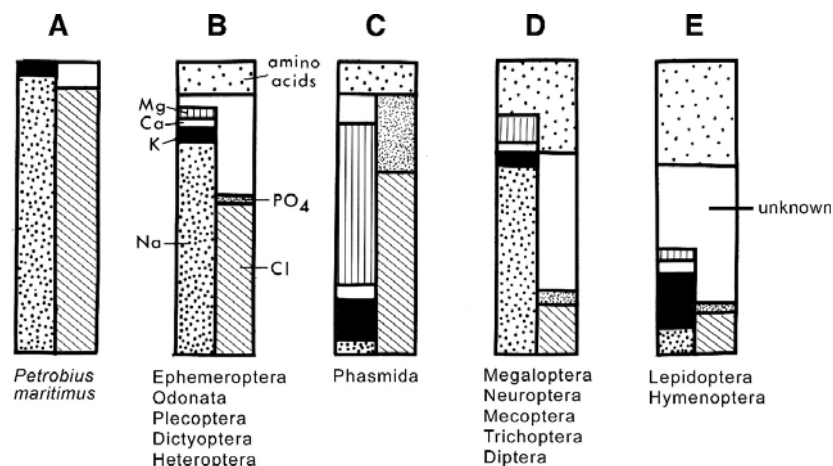 A B C D E
amino
acids
Mg
Ca
K
PO4
Na
Cl
unknown
Petrobius
maritimus
Ephemeroptera
Odonata
Plecoptera
Dictyoptera
Heteroptera
Phasmida
Megaloptera
Neuroptera
Mecoptera
Trichoptera
Diptera
Lepidoptera
Hymenoptera